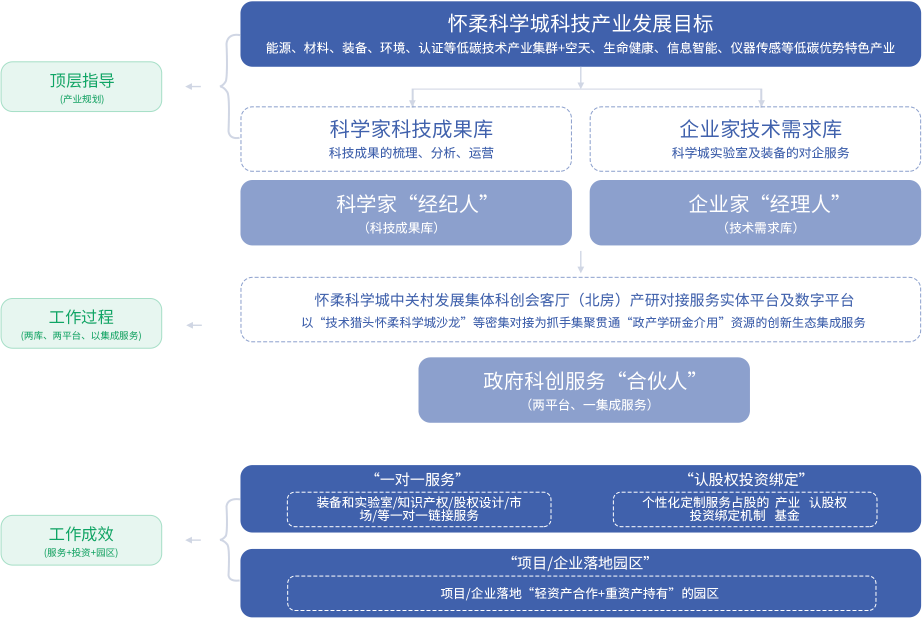 怀柔科学城科技产业发展目标
能源、材料、装备、环境、认证等低碳技术产业集群+空天、生命健康、信息智能、仪器传感等低碳优势特色产业
顶层指导
(产业规划)
科学家科技成果库
科技成果的梳理、分析、运营
企业家技术需求库
科学城实验室及装备的对企服务
科学家“经纪人”
（科技成果库）
企业家“经理人”
（技术需求库）
工作过程
(两库、两平台、以集成服务)
怀柔科学城中关村发展集体科创会客厅（北房）产研对接服务实体平台及数字平台
以“技术猎头怀柔科学城沙龙”等密集对接为抓手集聚贯通“政产学研金介用”资源的创新生态集成服务
政府科创服务“合伙人”
（两平台、一集成服务）
工作成效
(服务+投资+园区)
“一对一服务”
装备和实验室/知识产权/股权设计/市
场/等一对一链接服务
“认股权投资绑定”
个性化定制服务占股的 产业 认股权
投资绑定机制 基金
“项目/企业落地园区”
项目/企业落地“轻资产合作+重资产持有”的园区